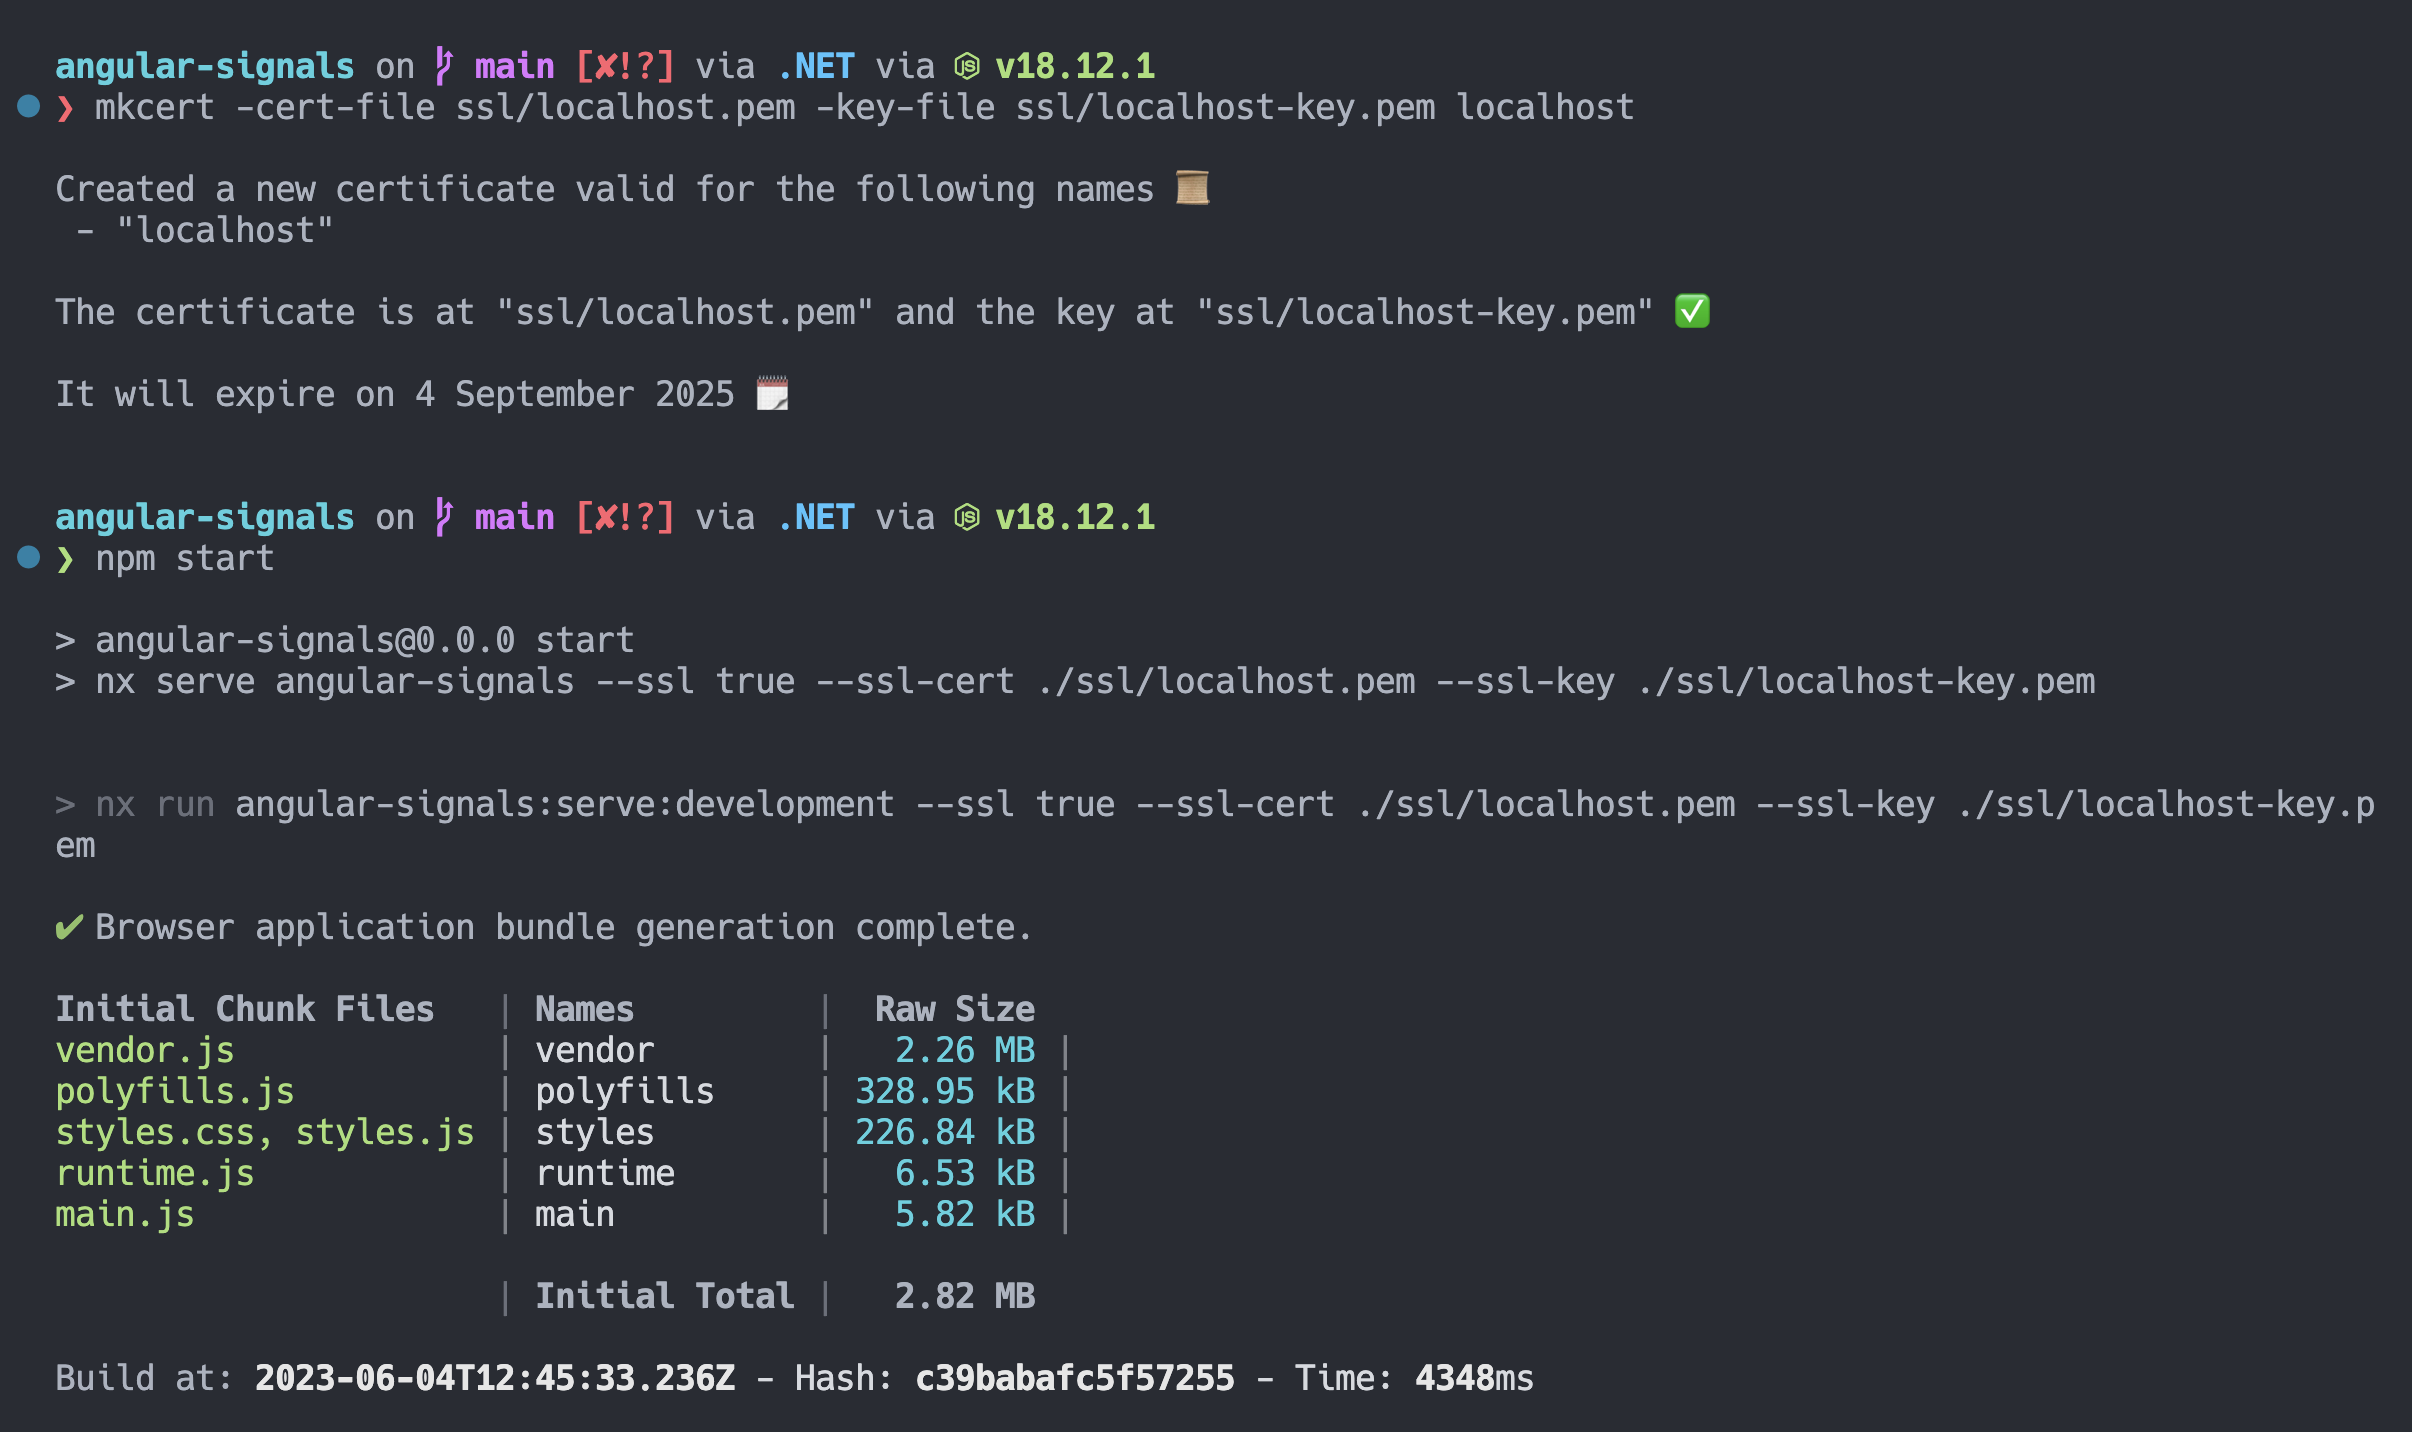 angular-signals on main [✘!?] via .NET via v18.12.1
❯ mkcert -cert-file ssl/localhost.pem -key-file ssl/localhost-key.pem localhost
Created a new certificate valid for the following names 📜
- "localhost"
The certificate is at "ssl/localhost.pem" and the key at "ssl/localhost-key.pem" ✅
It will expire on 4 September 2025 🗓
angular-signals on main [✘!?] via .NET via v18.12.1
❯ npm start
> angular-signals@0.0.0 start
> nx serve angular-signals --ssl true --ssl-cert ./ssl/localhost.pem --ssl-key ./ssl/localhost-key.pem
> nx run angular-signals:serve:development --ssl true --ssl-cert ./ssl/localhost.pem --ssl-key ./ssl/localhost-key.p
em
✔ Browser application bundle generation complete.
Initial Chunk Files | Names | Raw Size
vendor.js | vendor | 2.26 MB |
polyfills.js | polyfills | 328.95 kB |
styles.css, styles.js | styles | 226.84 kB |
runtime.js | runtime | 6.53 kB |
main.js | main | 5.82 kB |
| Initial Total | 2.82 MB
Build at: 2023-06-04T12:45:33.236Z - Hash: c39babafc5f57255 - Time: 4348ms